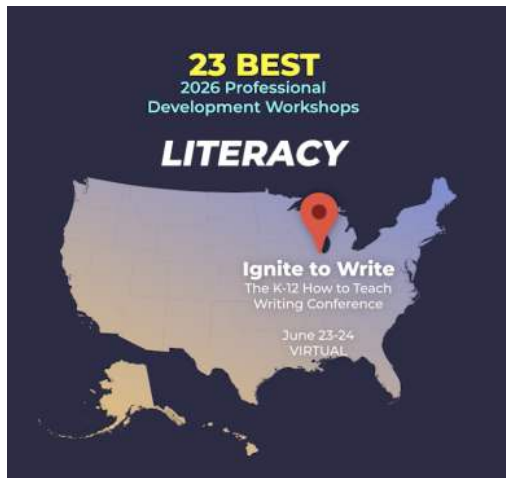 23 BEST
2026 Professional
Development Workshops
LITERACY
Ignite to Write
The K-12 How to Teach
Writing Conference
June 23-24
VIRTUAL